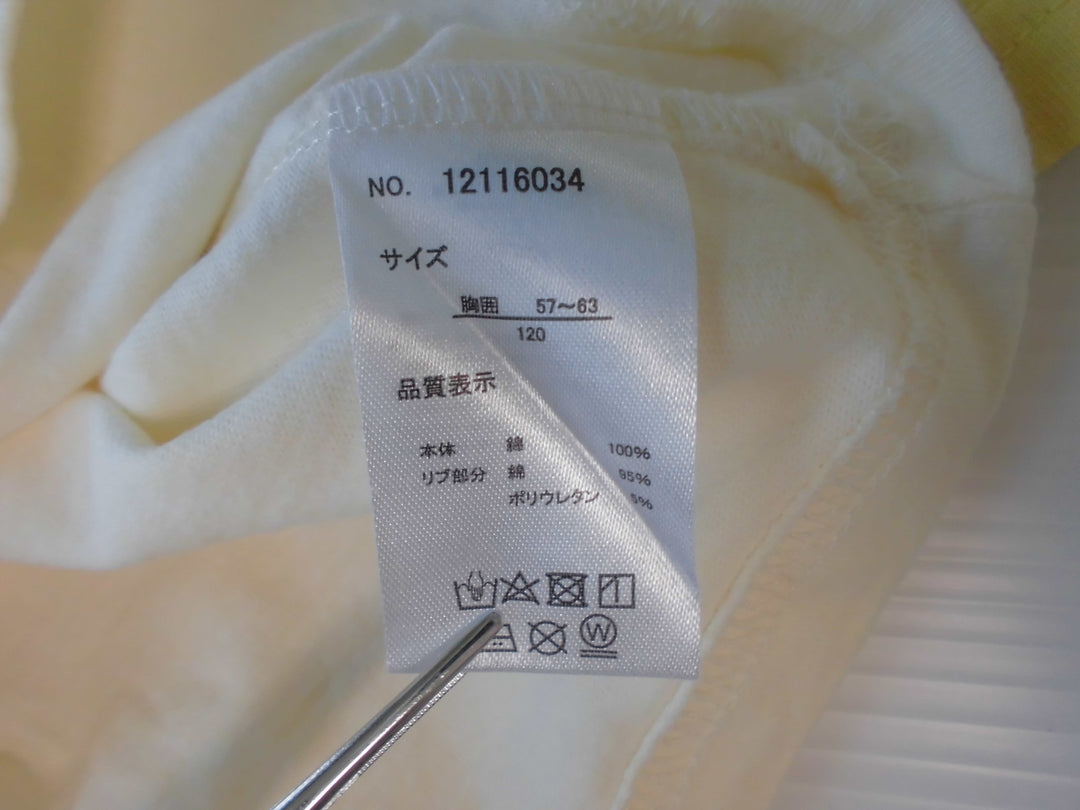 NO. 12116034
サイズ
胸囲 57～63
120
品質表示
本体 綿 100%
リブ部分 綿 95%
ポリウレタン 5%
W